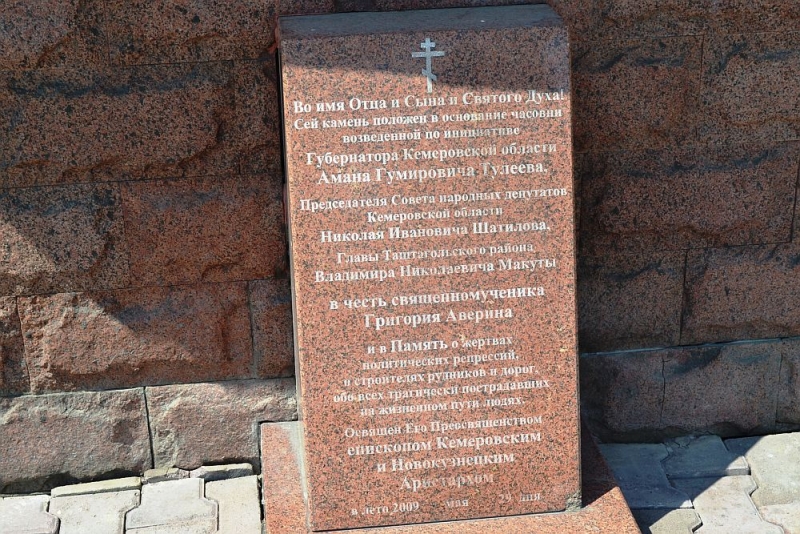 Во имя Отца и Сына и Святого Духа!
Сей камень положен в основание часовни
возведенной по инициативе
Губернатора Кемеровской области
Амана Гумировича Тулеева,
Председателя Совета народных депутатов
Кемеровской области
Николая Ивановича Шатилова,
Главы Таштагольского района
Владимира Николаевича Макуты
в честь священномученика
Григория Аверина
и в Память о жертвах
политических репрессий,
о строителях рудников и дорог,
обо всех трагически пострадавших
на жизненном пути людях.
Освящен Его Преосвященством
епископом Кемеровским
и Новокузнецким
Аристархом
в лето 2009 мая 29 дня